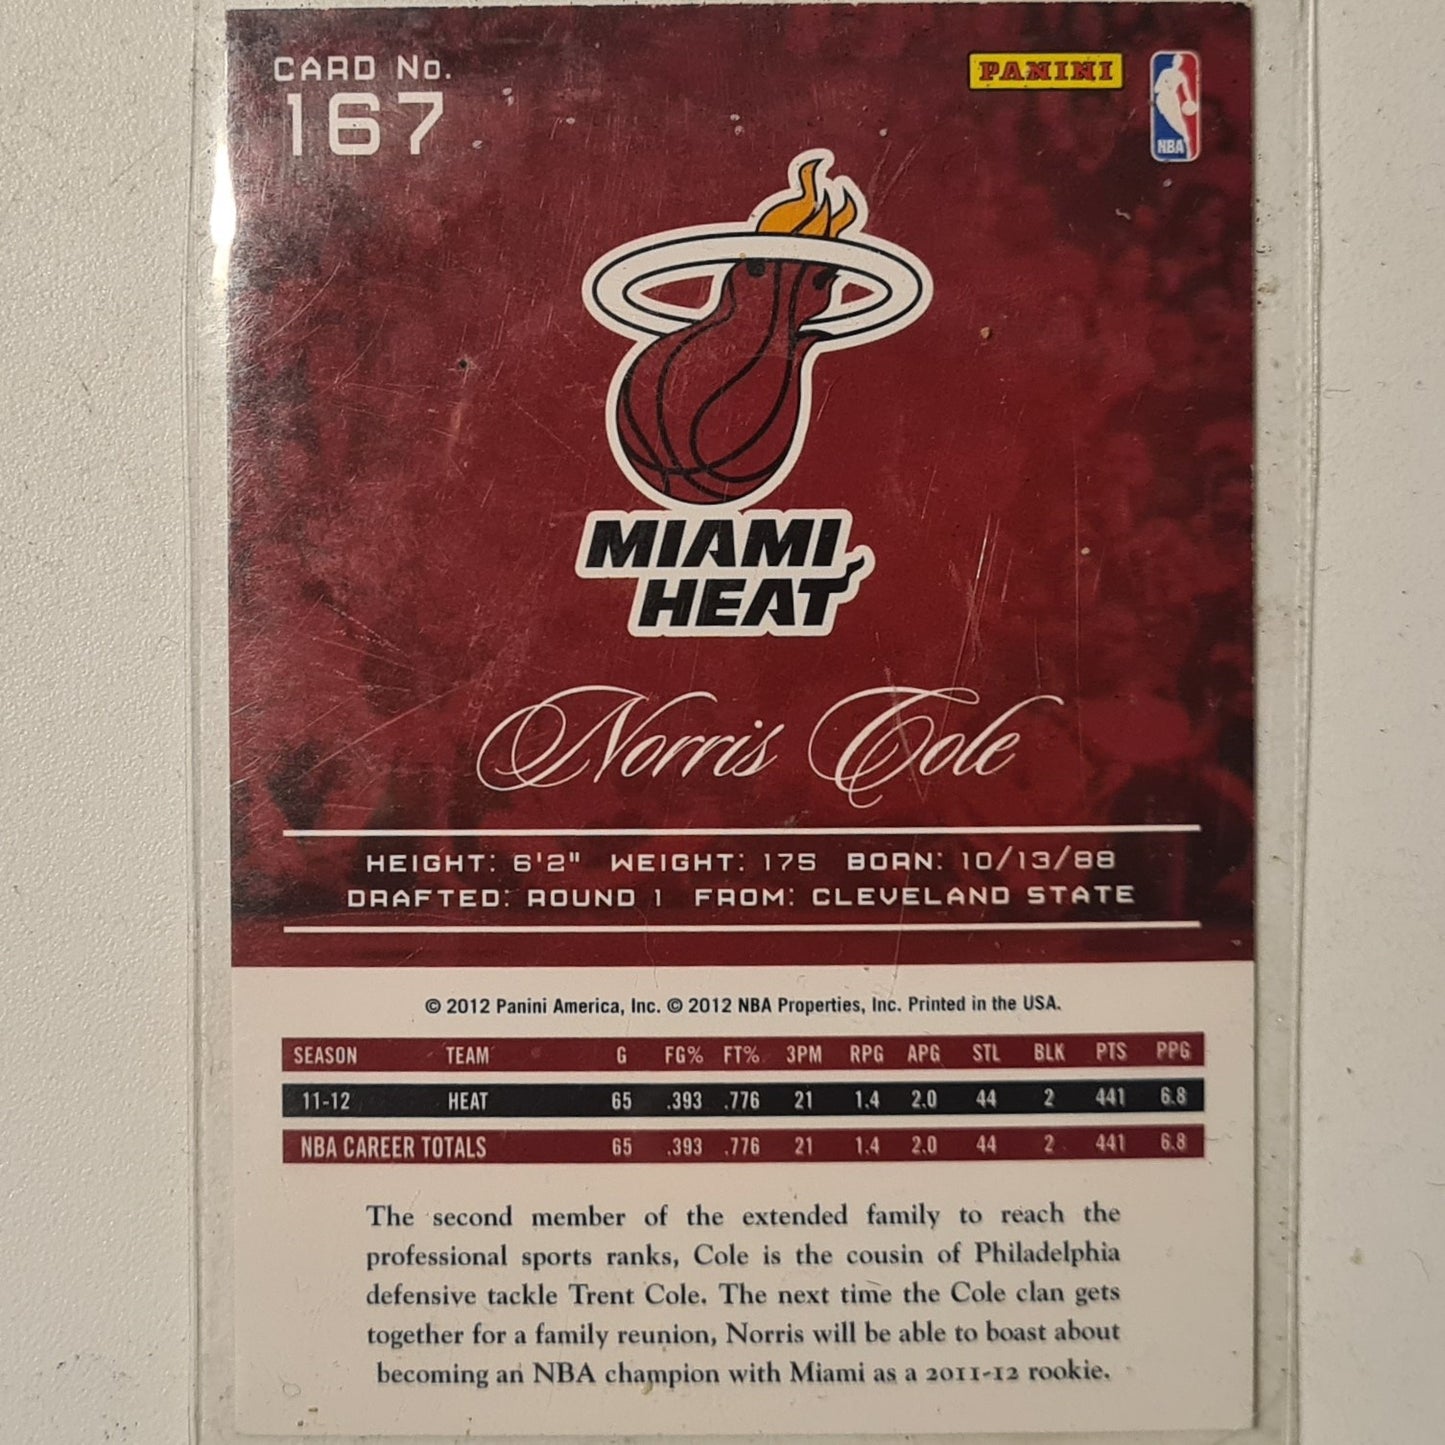 CARD No.
167
PANINI
NBA
MIAMI
HEAT
Norris Cole
HEIGHT: 6'2" WEIGHT: 175 BORN: 10/13/88
DRAFTED: ROUND 1 FROM: CLEVELAND STATE
© 2012 Panini America, Inc. © 2012 NBA Properties, Inc. Printed in the USA.
SEASON TEAM G FG% FT% 3PM RPG APG STL BLK PTS PPG
11-12 HEAT 65 .393 .776 21 1.4 2.0 44 2 441 6.8
NBA CAREER TOTALS 65 .393 .776 21 1.4 2.0 44 2 441 6.8
The second member of the extended family to reach the
professional sports ranks, Cole is the cousin of Philadelphia
defensive tackle Trent Cole. The next time the Cole clan gets
together for a family reunion, Norris will be able to boast about
becoming an NBA champion with Miami as a 2011-12 rookie.